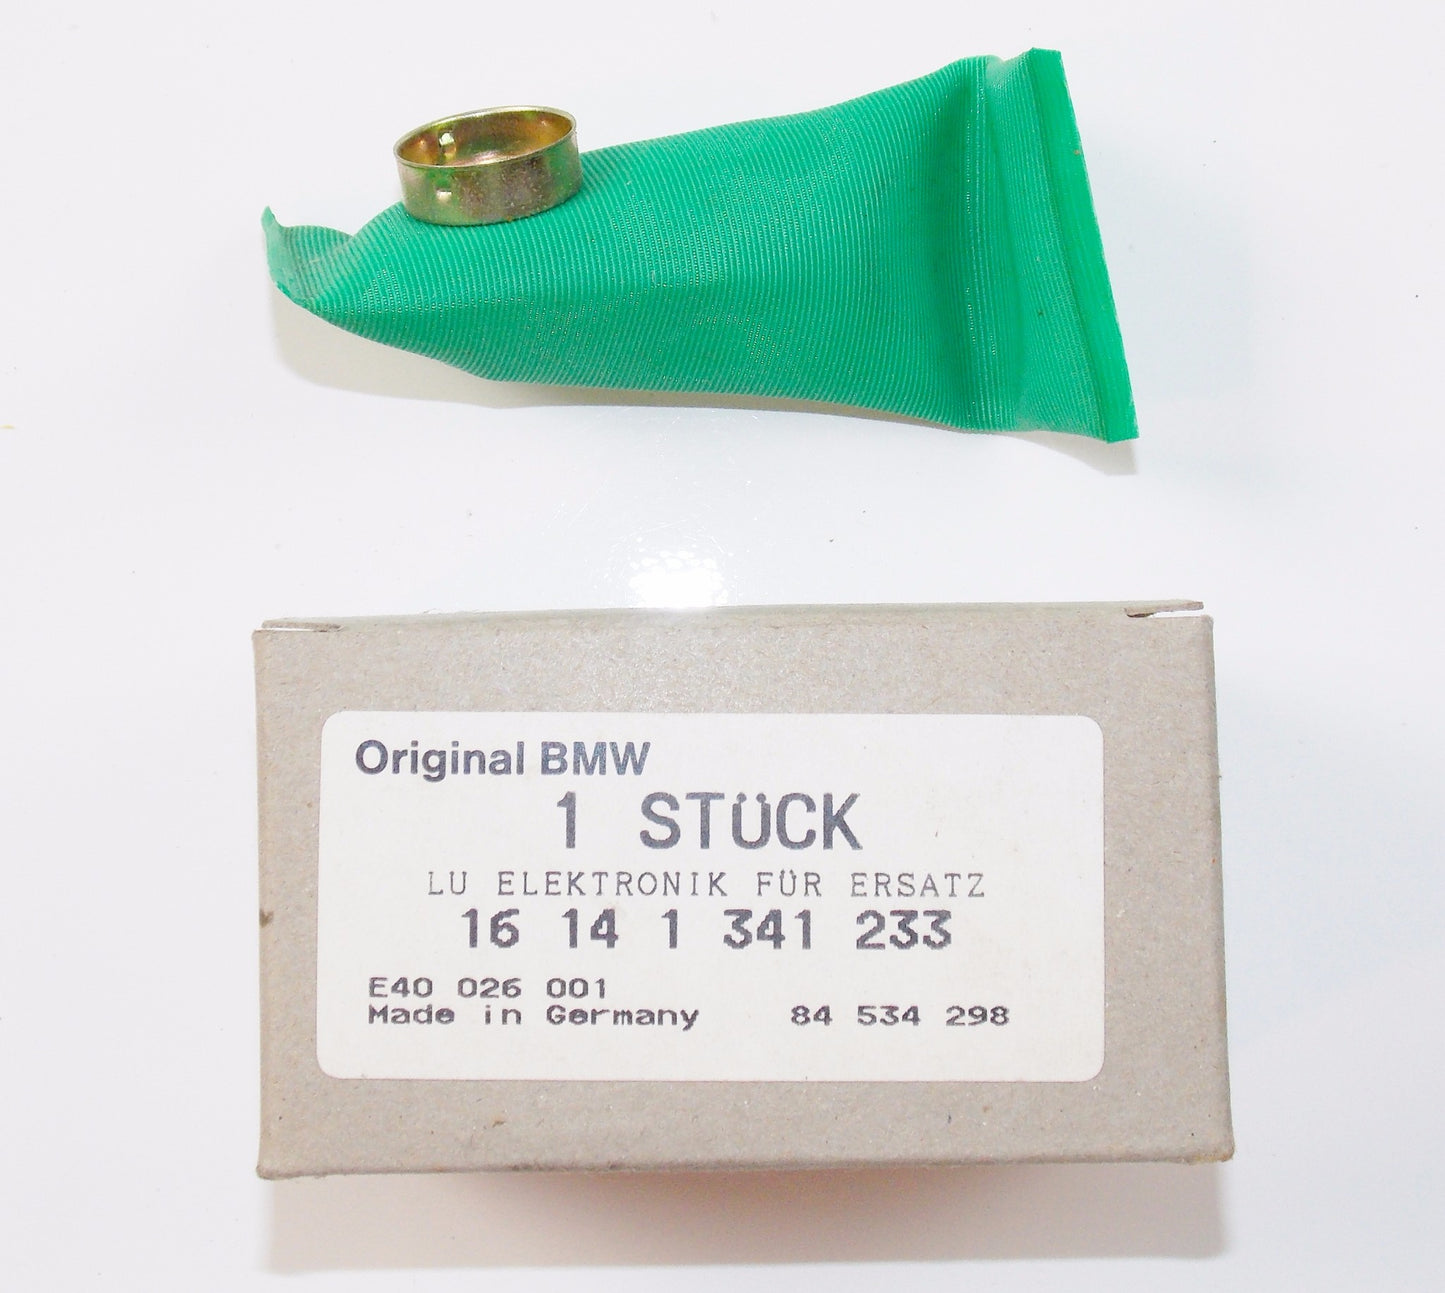 Original BMW
1 STÜCK
LU ELEKTRONIK FÜR ERSATZ
16 14 1 341 233
E40 026 001
Made in Germany 84 534 298